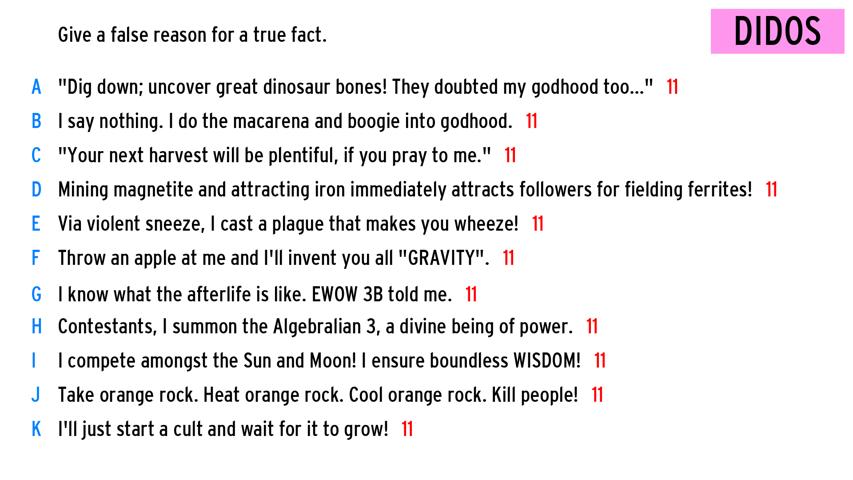 Give a false reason for a true fact.
DIDOS
A "Dig down; uncover great dinosaur bones! They doubted my godhood too..." 11
B I say nothing. I do the macarena and boogie into godhood. 11
C "Your next harvest will be plentiful, if you pray to me." 11
D Mining magnetite and attracting iron immediately attracts followers for fielding ferrites! 11
E Via violent sneeze, I cast a plague that makes you wheeze! 11
F Throw an apple at me and I'll invent you all "GRAVITY". 11
G I know what the afterlife is like. EWOW 3B told me. 11
H Contestants, I summon the Algebralian 3, a divine being of power. 11
I I compete amongst the Sun and Moon! I ensure boundless WISDOM! 11
J Take orange rock. Heat orange rock. Cool orange rock. Kill people! 11
K I'll just start a cult and wait for it to grow! 11